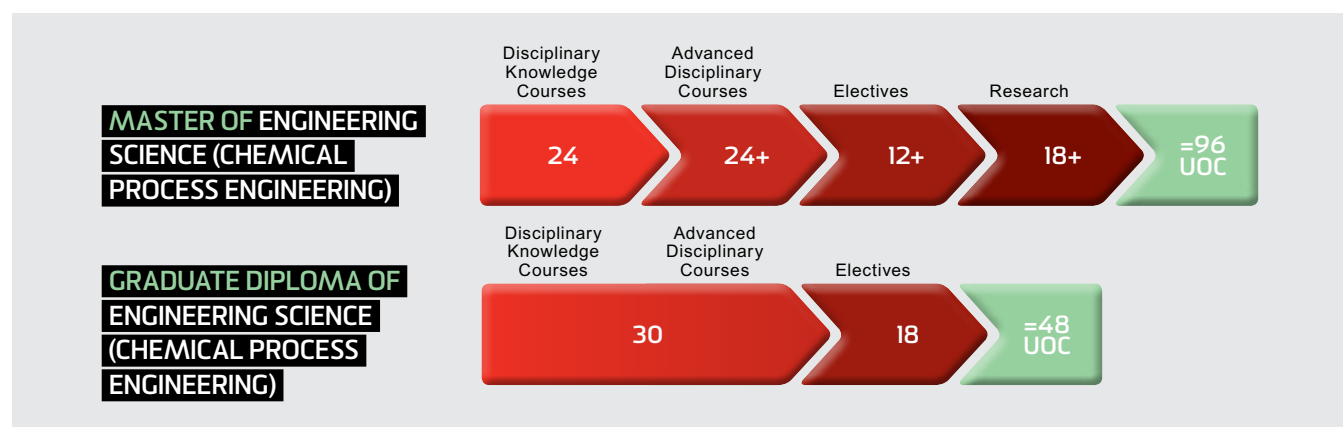 Disciplinary
Knowledge
Courses
Advanced
Disciplinary
Courses
Electives
Research
MASTER OF ENGINEERING
SCIENCE (CHEMICAL
PROCESS ENGINEERING)
24
24+
12+
18+
=96
UOC
Disciplinary
Knowledge
Courses
Advanced
Disciplinary
Courses
Electives
GRADUATE DIPLOMA OF
ENGINEERING SCIENCE
(CHEMICAL PROCESS
ENGINEERING)
30
18
=48
UOC